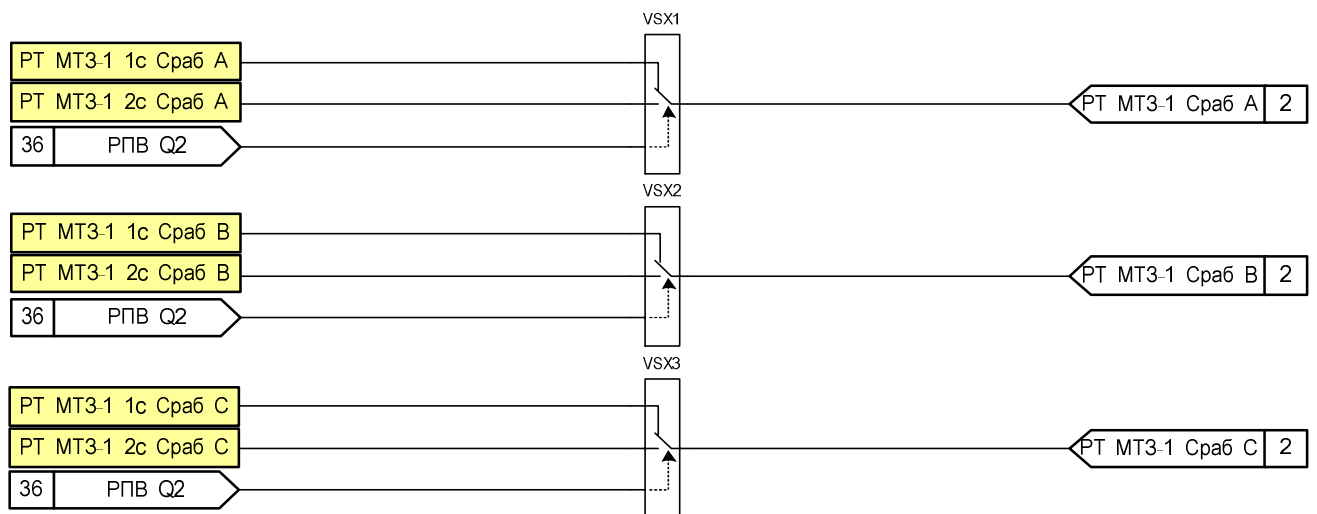 VSX1
РТ МТЗ-1 1с Сраб А
РТ МТЗ-1 2с Сраб А
РТ МТЗ-1 Сраб А 2
36 РПВ Q2
VSX2
РТ МТЗ-1 1с Сраб В
РТ МТЗ-1 2с Сраб В
РТ МТЗ-1 Сраб В 2
36 РПВ Q2
VSX3
РТ МТЗ-1 1с Сраб С
РТ МТЗ-1 2с Сраб С
РТ МТЗ-1 Сраб С 2
36 РПВ Q2